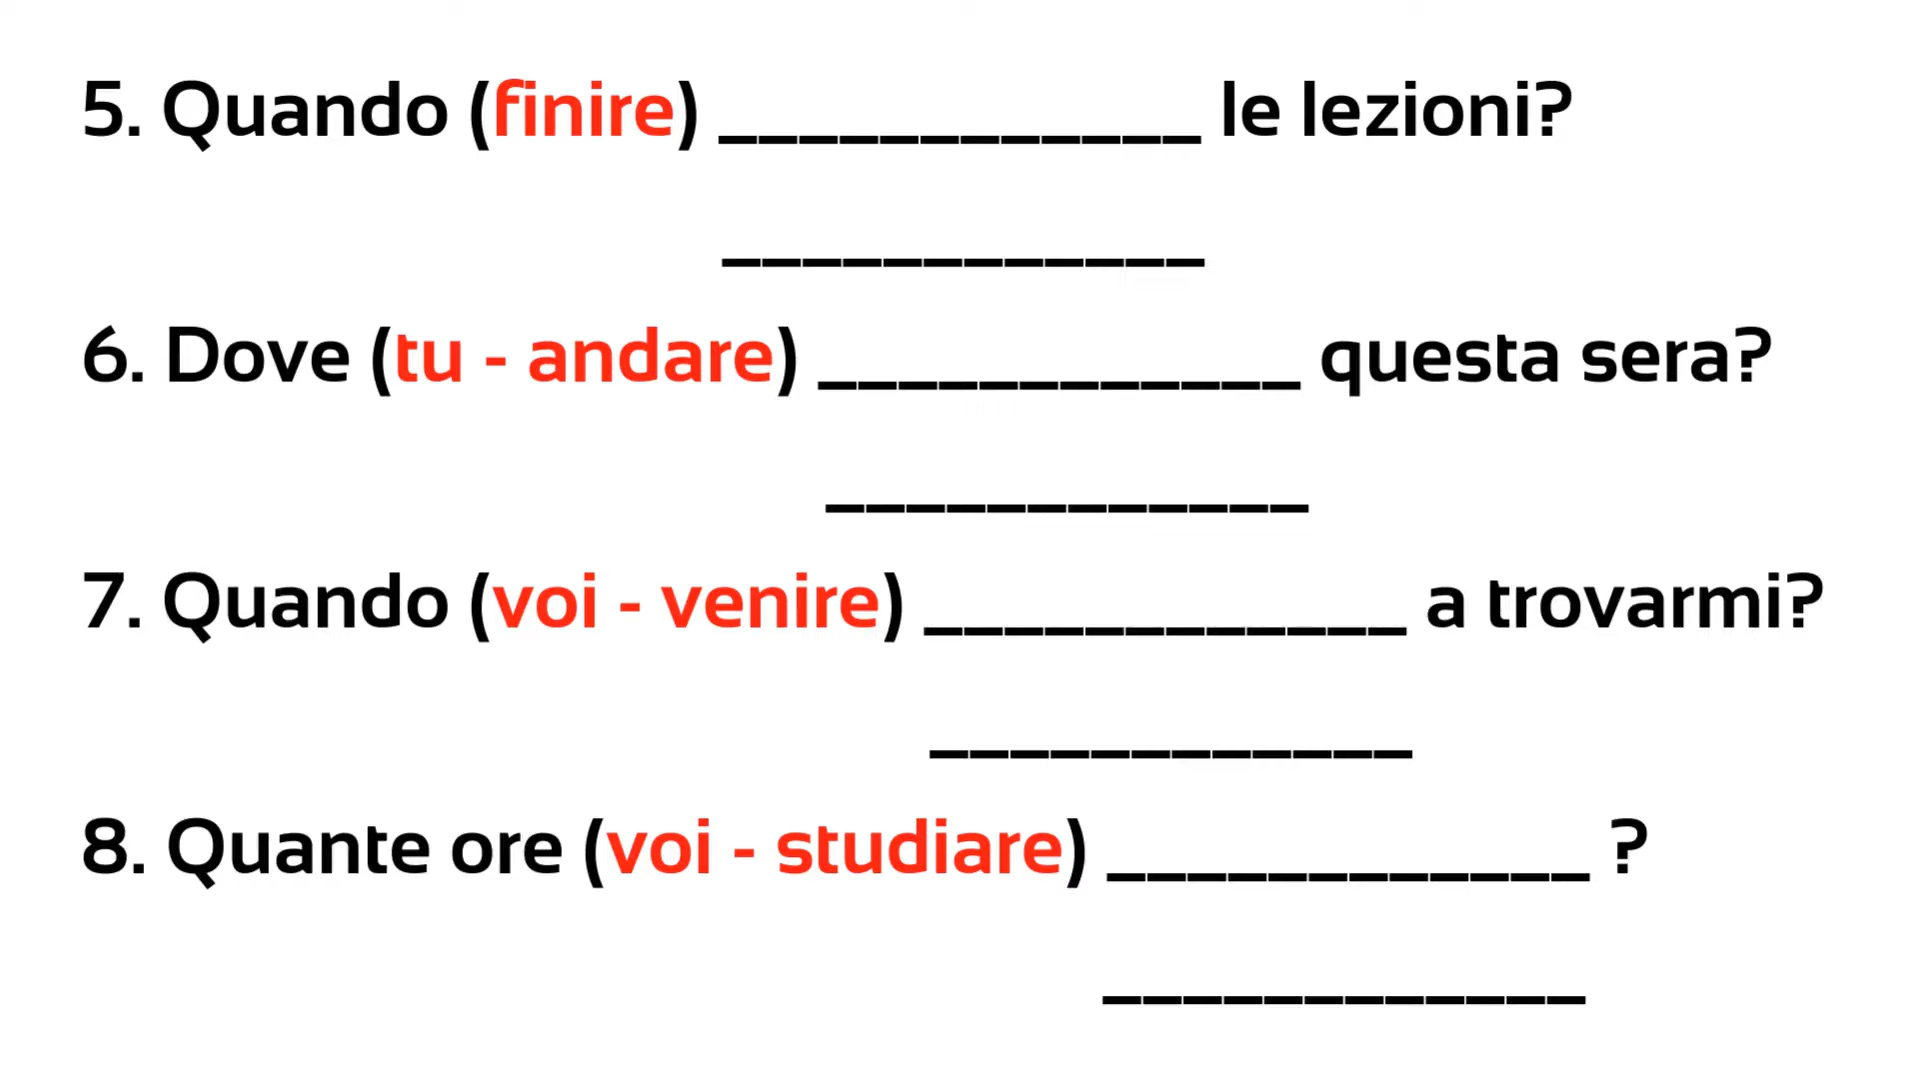 5. Quando (finire) ____________ le lezioni?
____________
6. Dove (tu - andare) ____________ questa sera?
____________
7. Quando (voi - venire) ____________ a trovarmi?
____________
8. Quante ore (voi - studiare) ____________ ?
____________